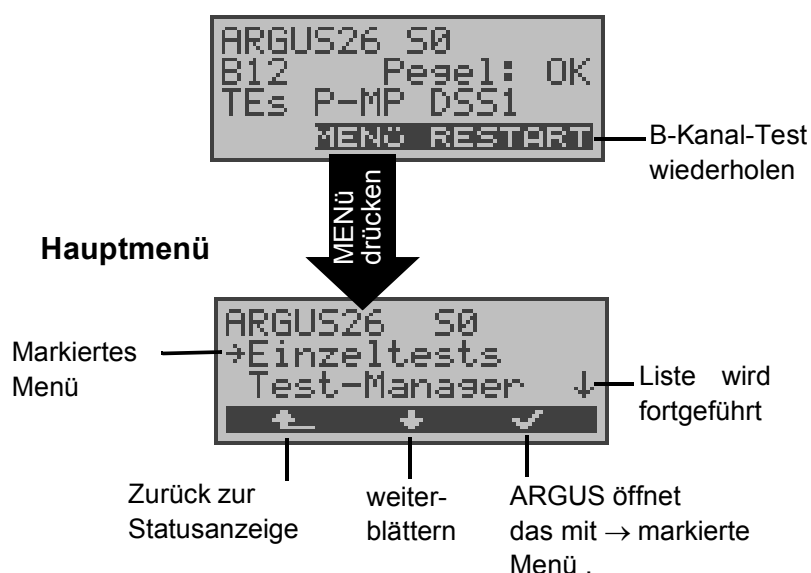 ARGUS26 S0
B12 Pegel: OK
TEs P-MP DSS1
MENü RESTART
B-Kanal-Test
wiederholen
MENü
drücken
Hauptmenü
ARGUS26 S0
→Einzeltests
Test-Manager ↓
Markiertes
Menü
Liste wird
fortgeführt
Zurück zur
Statusanzeige
weiter-
blättern
ARGUS öffnet
das mit → markierte
Menü .